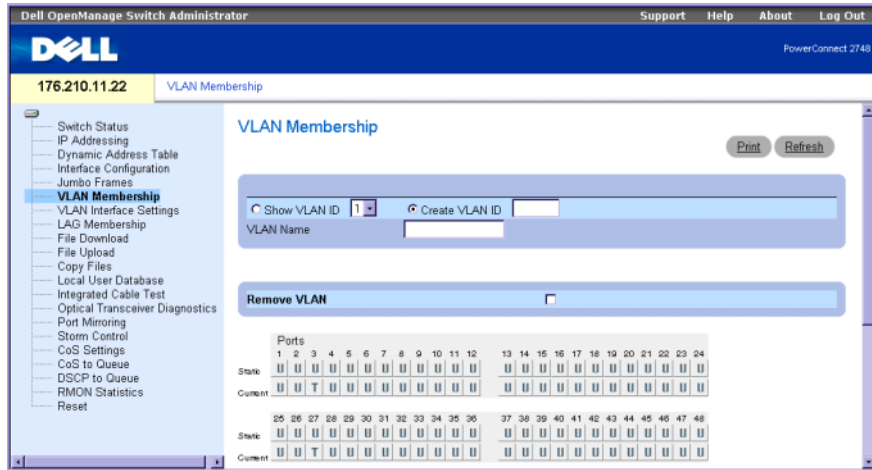 Dell OpenManage Switch Administrator
Support Help About Log Out
DELL
PowerConnect 2748
176.210.11.22
VLAN Membership
Switch Status
IP Addressing
Dynamic Address Table
Interface Configuration
Jumbo Frames
VLAN Membership
VLAN Interface Settings
LAG Membership
File Download
File Upload
Copy Files
Local User Database
Integrated Cable Test
Optical Transceiver Diagnostics
Port Mirroring
Storm Control
CoS Settings
CoS to Queue
DSCP to Queue
RMON Statistics
Reset
VLAN Membership
Print Refresh
Show VLAN ID 1 Create VLAN ID
VLAN Name
Remove VLAN
Ports
1 2 3 4 5 6 7 8 9 10 11 12 13 14 15 16 17 18 19 20 21 22 23 24
Static U U U U U U U U U U U U U U U U U U U U U U U U
Current U U T U U U U U U U U U U U U U U U U U U U U U
25 26 27 28 29 30 31 32 33 34 35 36 37 38 39 40 41 42 43 44 45 46 47 48
Static U U U U U U U U U U U U U U U U U U U U U U U U
Current U U T U U U U U U U U U U U U U U U U U U U U U